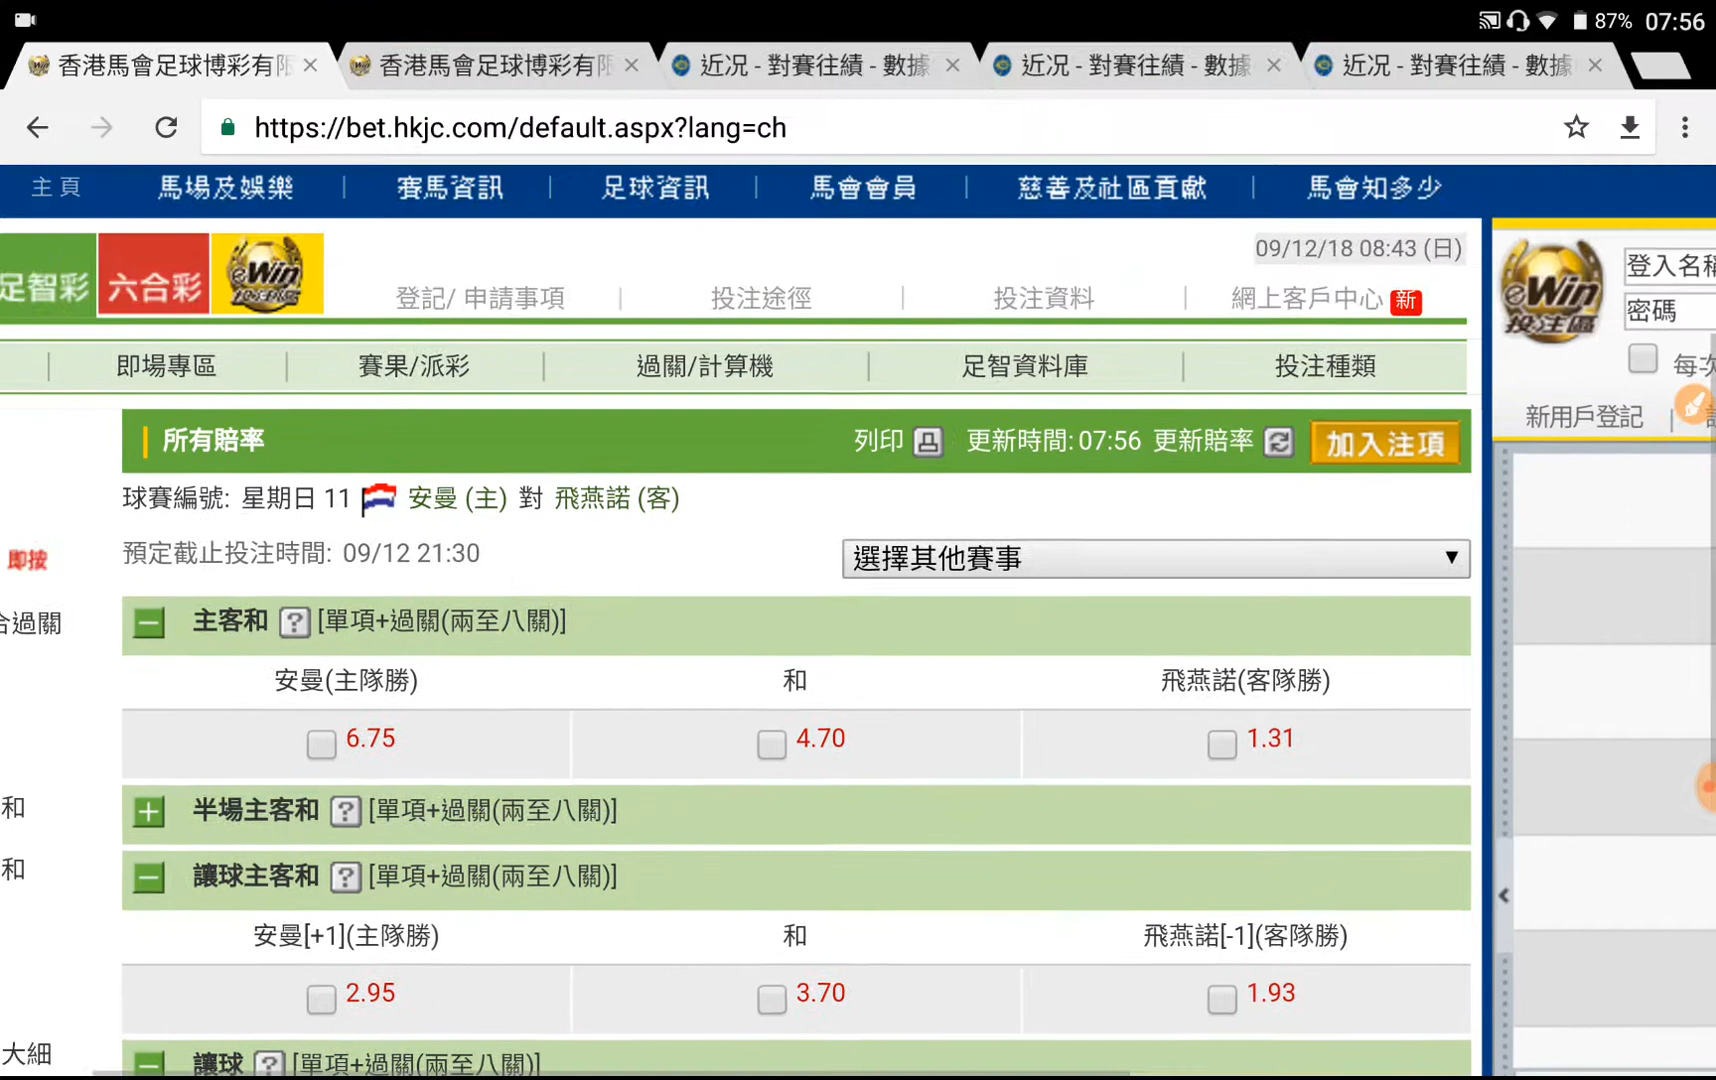 87% 07:56
香港馬會足球博彩有限 香港馬會足球博彩有限 近况 - 對賽往績 - 數據 近况 - 對賽往績 - 數據 近况 - 對賽往績 - 數據
https://bet.hkjc.com/default.aspx?lang=ch
主頁 馬場及娛樂 | 賽馬資訊 | 足球資訊 | 馬會會員 | 慈善及社區貢獻 | 馬會知多少
09/12/18 08:43 (日)
足智彩 六合彩 eWin 投注區
登記/ 申請事項 | 投注途徑 | 投注資料 | 網上客戶中心 新
eWin 投注區 登入名稱
密碼
每次
新用戶登記 |
| 即場專區 | 賽果/派彩 | 過關/計算機 | 足智資料庫 | 投注種類
所有賠率 列印 更新時間: 07:56 更新賠率 加入注項
球賽編號: 星期日 11 安曼 (主) 對 飛燕諾 (客)
預定截止投注時間: 09/12 21:30
選擇其他賽事
即按
合過關
主客和 ? [單項+過關(兩至八關)]
安曼(主隊勝) 和 飛燕諾(客隊勝)
6.75 4.70 1.31
和
半場主客和 ? [單項+過關(兩至八關)]
和
讓球主客和 ? [單項+過關(兩至八關)]
安曼[+1](主隊勝) 和 飛燕諾[-1](客隊勝)
2.95 3.70 1.93
大細
讓球 ? [單項+過關(兩至八關)]